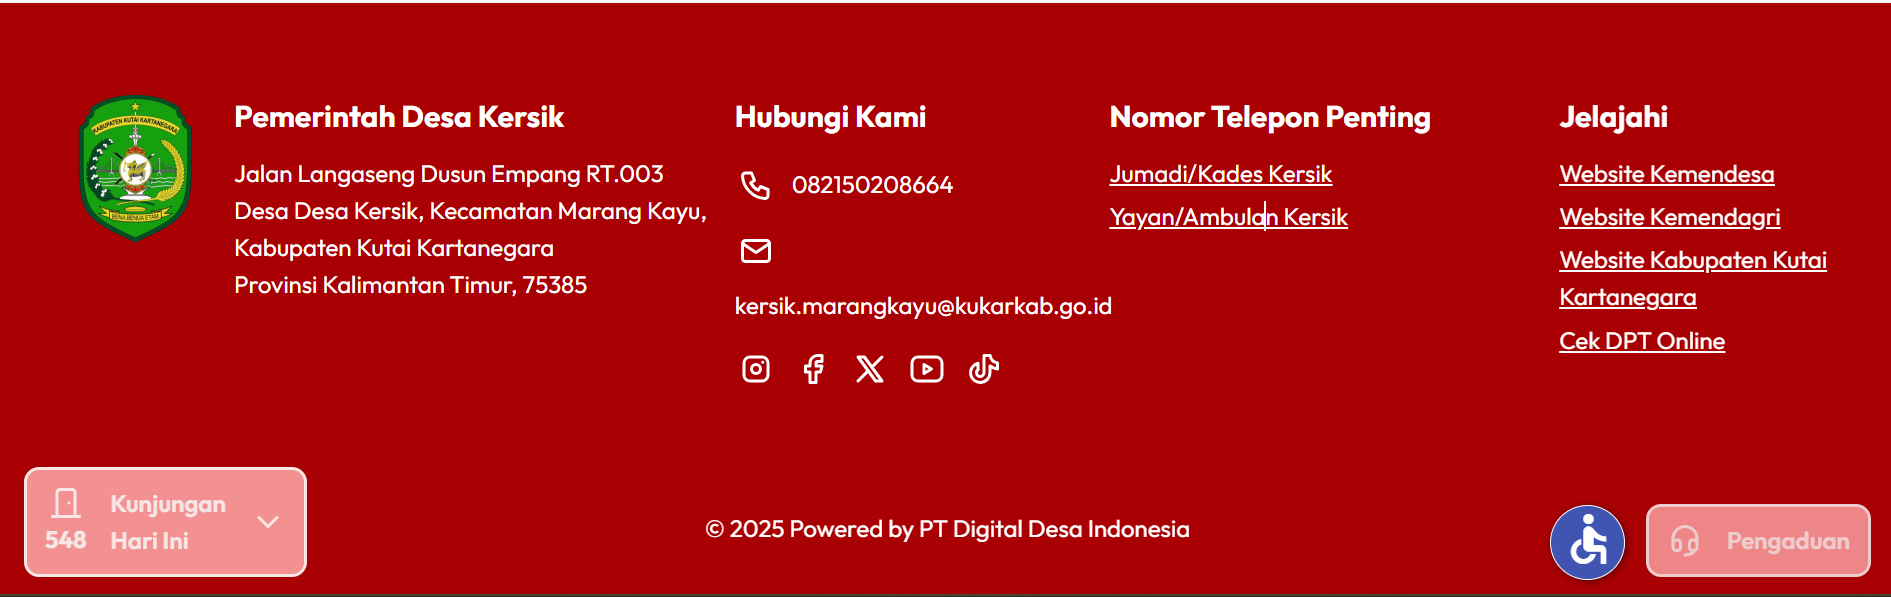 KABUPATEN KUTAI KARTANEGARA
BENA BENUA ETAM
Pemerintah Desa Kersik
Jalan Langaseng Dusun Empang RT.003
Desa Desa Kersik, Kecamatan Marang Kayu,
Kabupaten Kutai Kartanegara
Provinsi Kalimantan Timur, 75385
Hubungi Kami
082150208664
kersik.marangkayu@kukarkab.go.id
Nomor Telepon Penting
Jumadi/Kades Kersik
Yayan/Ambulan Kersik
Jelajahi
Website Kemendesa
Website Kemendagri
Website Kabupaten Kutai
Kartanegara
Cek DPT Online
Kunjungan
548 Hari Ini
© 2025 Powered by PT Digital Desa Indonesia
Pengaduan